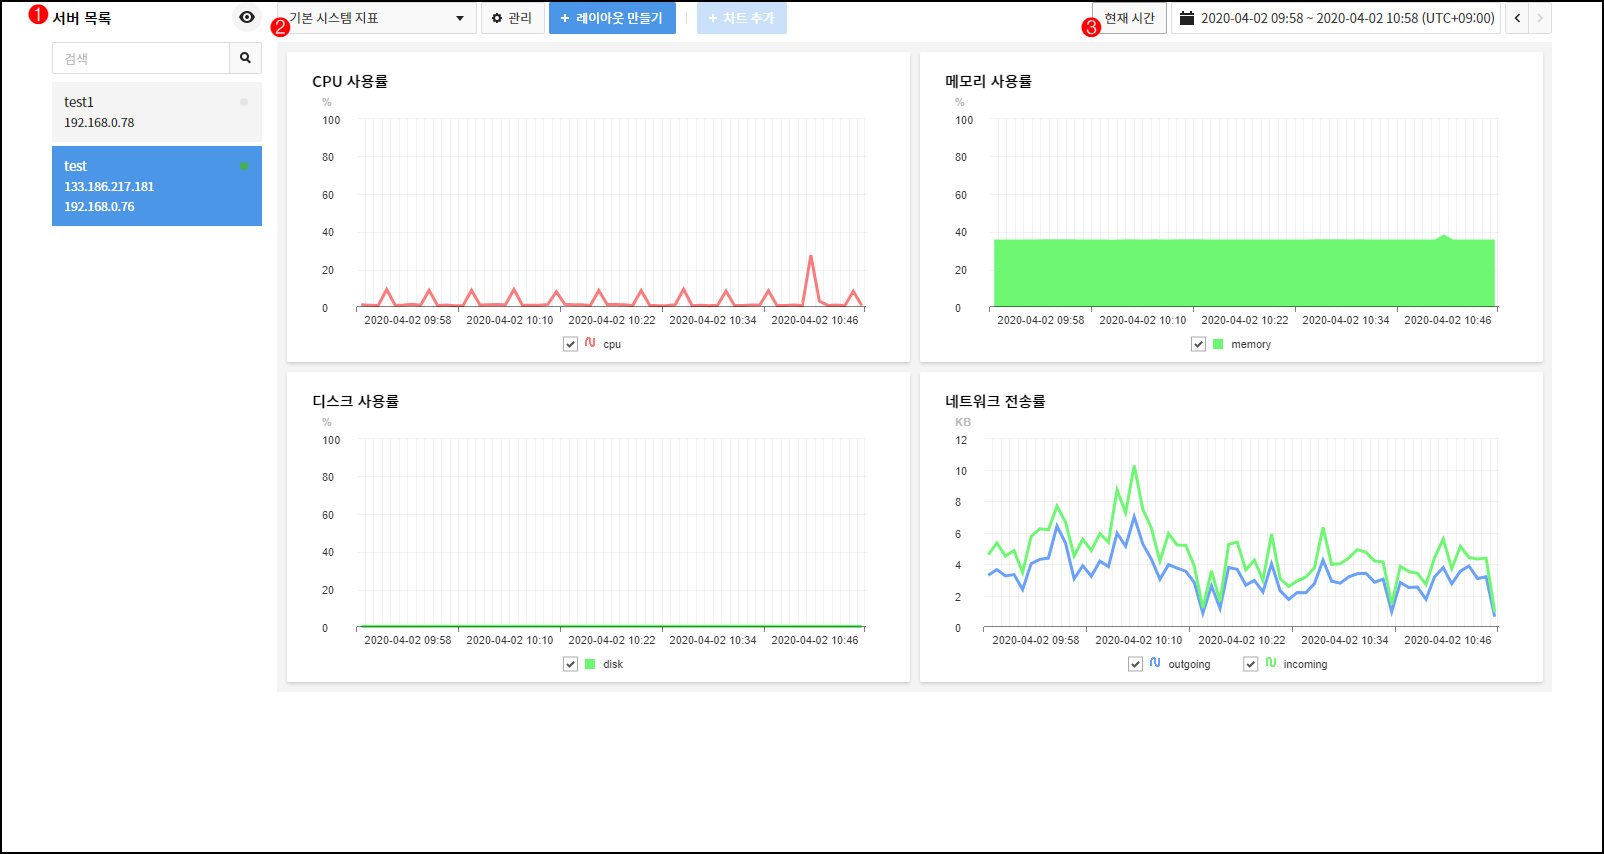 1 서버 목록
검색
test1
192.168.0.78
test
133.186.217.181
192.168.0.76
2 기본 시스템 지표 관리 + 레이아웃 만들기 + 차트 추가
3 현재 시간 2020-04-02 09:58 ~ 2020-04-02 10:58 (UTC+09:00)
CPU 사용률
%
100
80
60
40
20
0
2020-04-02 09:58 2020-04-02 10:10 2020-04-02 10:22 2020-04-02 10:34 2020-04-02 10:46
cpu
메모리 사용률
%
100
80
60
40
20
0
2020-04-02 09:58 2020-04-02 10:10 2020-04-02 10:22 2020-04-02 10:34 2020-04-02 10:46
memory
디스크 사용률
%
100
80
60
40
20
0
2020-04-02 09:58 2020-04-02 10:10 2020-04-02 10:22 2020-04-02 10:34 2020-04-02 10:46
disk
네트워크 전송률
KB
12
10
8
6
4
2
0
2020-04-02 09:58 2020-04-02 10:10 2020-04-02 10:22 2020-04-02 10:34 2020-04-02 10:46
outgoing incoming